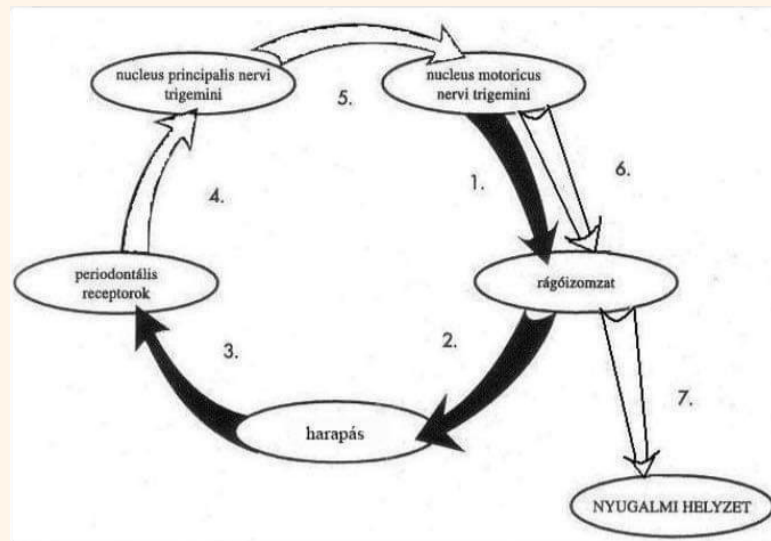 nucleus principalis nervi
trigemini
nucleus motoricus
nervi trigemini
5.
1.
6.
4.
periodontális
receptorok
rágóizomzat
3.
2.
harapás
7.
NYUGALMI HELYZET